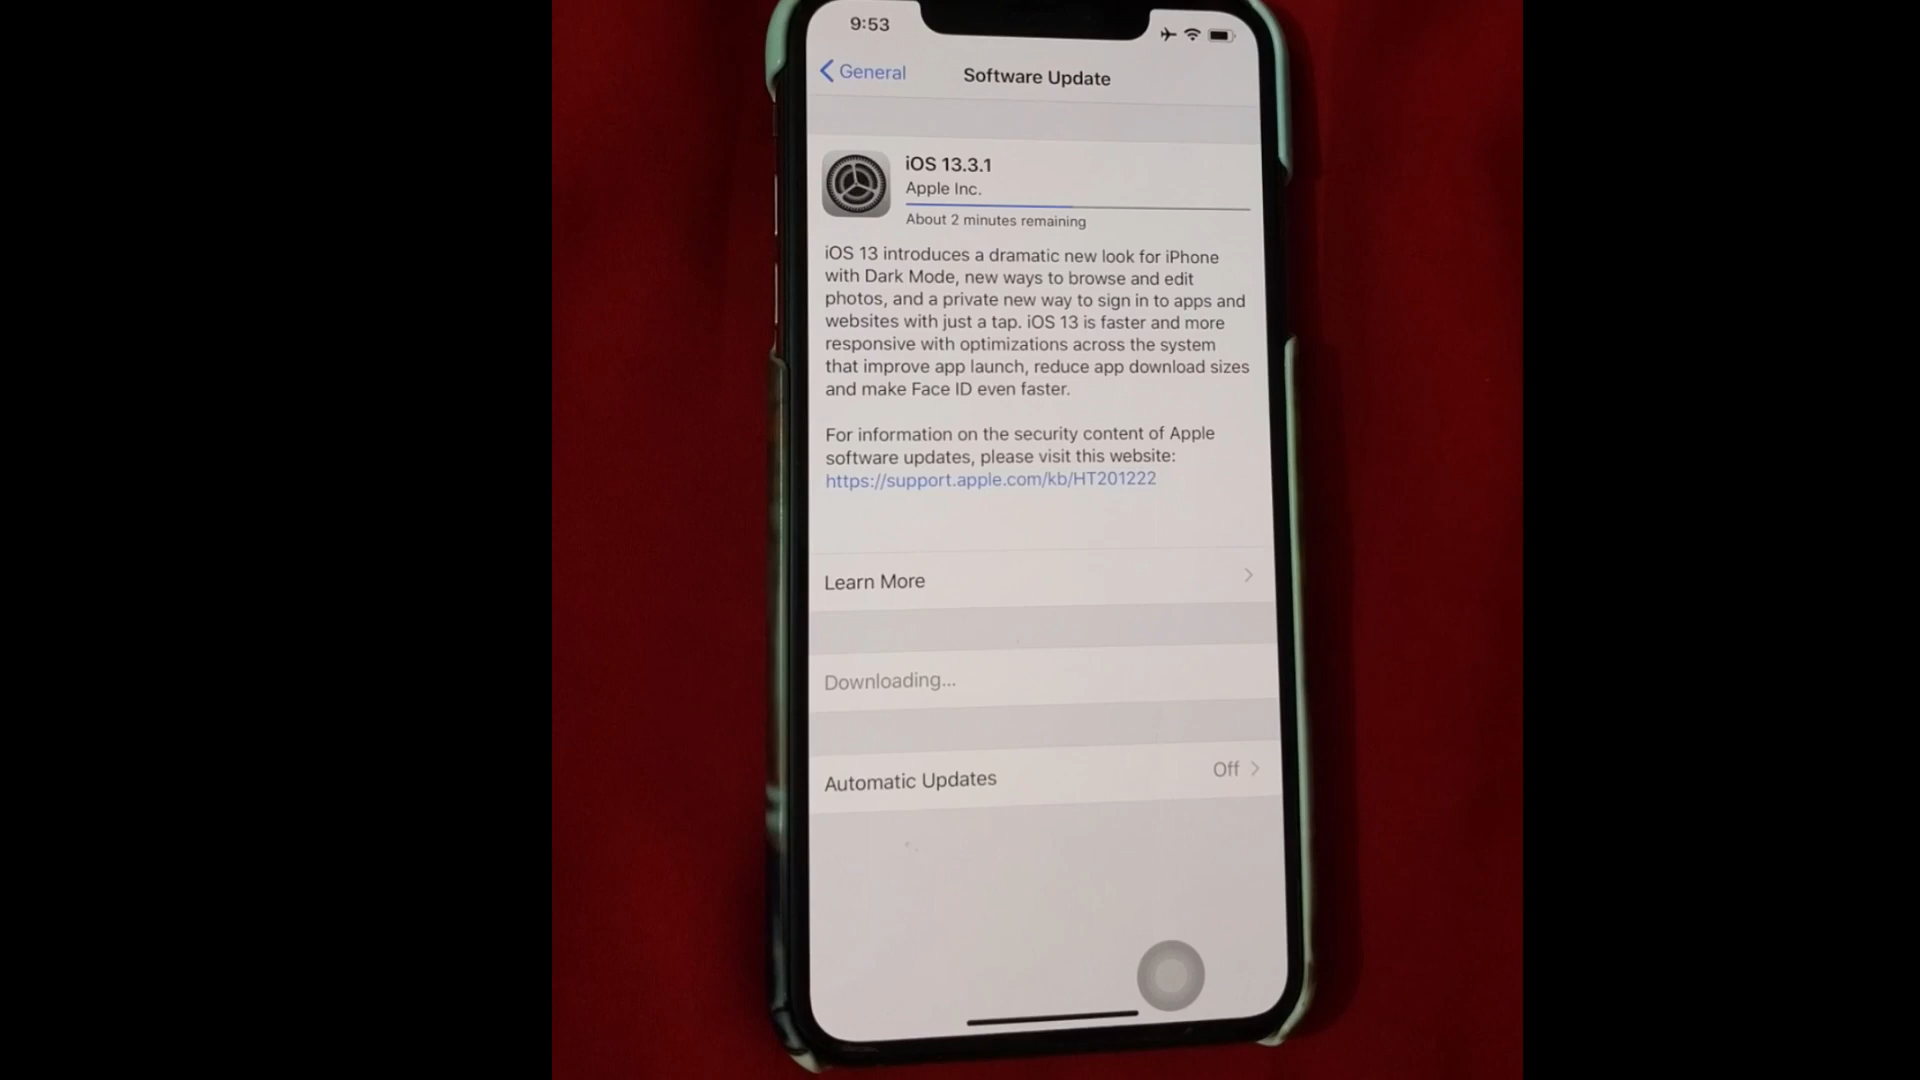 9:53
General
Software Update
iOS 13.3.1
Apple Inc.
About 2 minutes remaining
iOS 13 introduces a dramatic new look for iPhone
with Dark Mode, new ways to browse and edit
photos, and a private new way to sign in to apps and
websites with just a tap. iOS 13 is faster and more
responsive with optimizations across the system
that improve app launch, reduce app download sizes
and make Face ID even faster.
For information on the security content of Apple
software updates, please visit this website:
https://support.apple.com/kb/HT201222
Learn More
Downloading...
Automatic Updates
Off